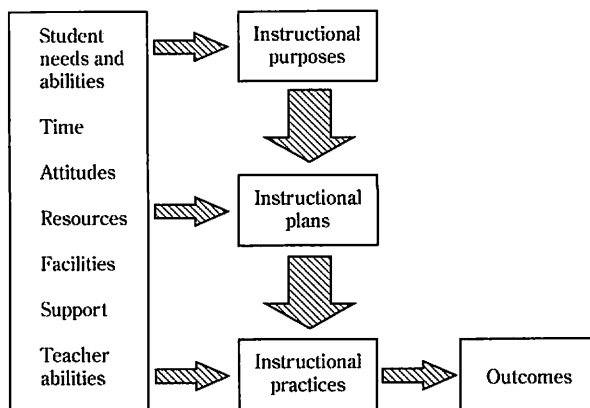 Student
needs and
abilities
Time
Attitudes
Resources
Facilities
Support
Teacher
abilities
Instructional
purposes
Instructional
plans
Instructional
practices
Outcomes